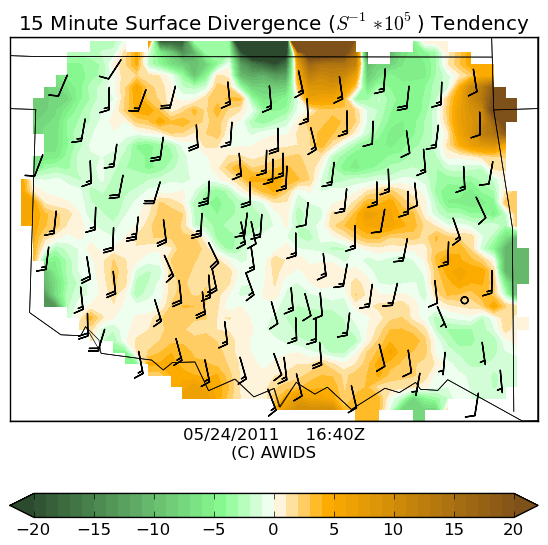 15 Minute Surface Divergence (S⁻¹ *10⁵ ) Tendency
05/24/2011 16:40Z
(C) AWIDS
−20 −15 −10 −5 0 5 10 15 20